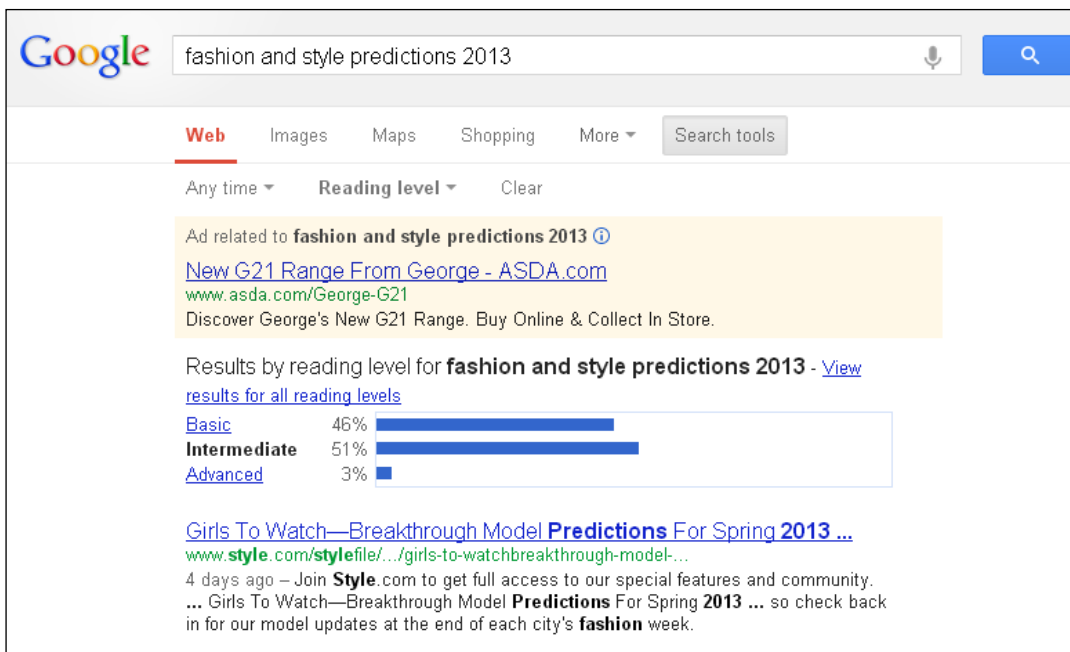 Google
fashion and style predictions 2013
Web Images Maps Shopping More Search tools
Any time Reading level Clear
Ad related to fashion and style predictions 2013
New G21 Range From George - ASDA.com
www.asda.com/George-G21
Discover George's New G21 Range. Buy Online & Collect In Store.
Results by reading level for fashion and style predictions 2013 - View
results for all reading levels
Basic 46%
Intermediate 51%
Advanced 3%
Girls To Watch—Breakthrough Model Predictions For Spring 2013 ...
www.style.com/stylefile/.../girls-to-watchbreakthrough-model-...
4 days ago – Join Style.com to get full access to our special features and community.
... Girls To Watch—Breakthrough Model Predictions For Spring 2013 ... so check back
in for our model updates at the end of each city's fashion week.